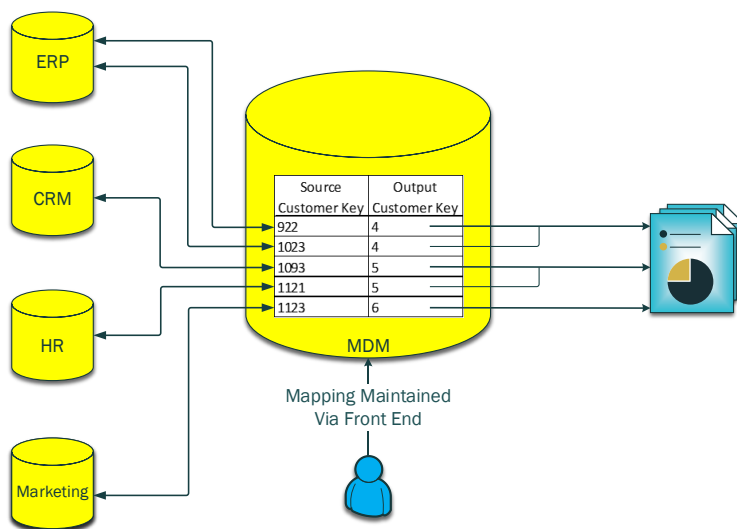 ERP
CRM
HR
Marketing
Source Customer Key Output Customer Key
922 4
1023 4
1093 5
1121 5
1123 6
MDM
Mapping Maintained
Via Front End